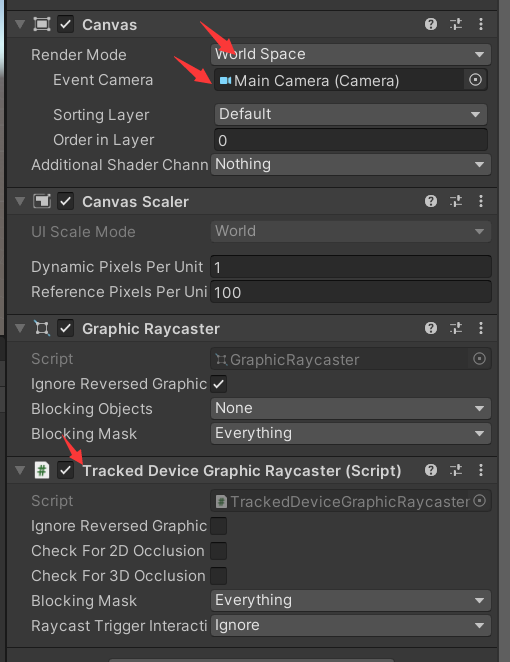 Canvas
Render Mode World Space
Event Camera Main Camera (Camera)
Sorting Layer Default
Order in Layer 0
Additional Shader Chann Nothing
Canvas Scaler
UI Scale Mode World
Dynamic Pixels Per Unit 1
Reference Pixels Per Uni 100
Graphic Raycaster
Script GraphicRaycaster
Ignore Reversed Graphic
Blocking Objects None
Blocking Mask Everything
# Tracked Device Graphic Raycaster (Script)
Script # TrackedDeviceGraphicRaycaster
Ignore Reversed Graphic
Check For 2D Occlusion
Check For 3D Occlusion
Blocking Mask Everything
Raycast Trigger Interacti Ignore